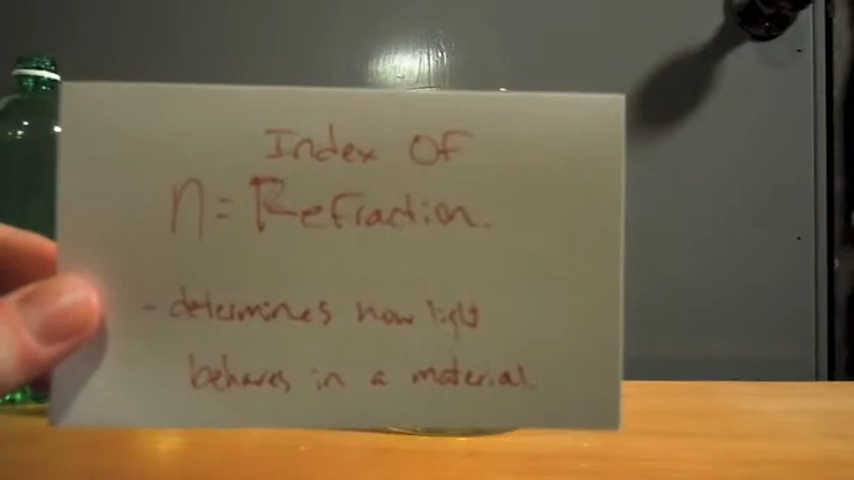 Index Of
n = Refraction.
- determines how light
behaves in a material.